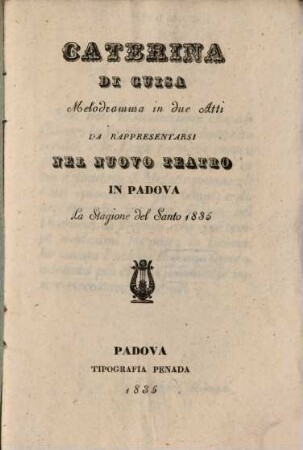 CATERINA
DI GUISA
Melodramma in due Atti
DA RAPPRESENTARSI
NEL NUOVO TEATRO
IN PADOVA
La Stagione del Santo 1835
PADOVA
TIPOGRAFIA PENADA
1835